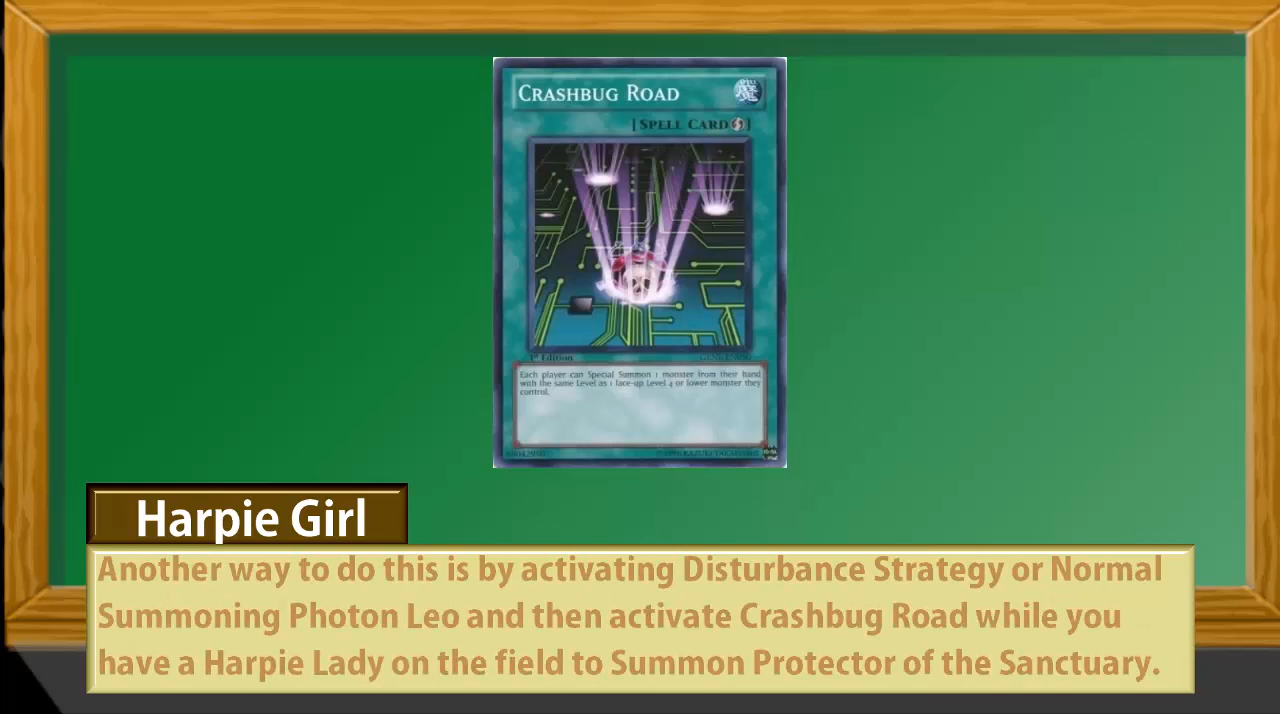 CRASHBUG ROAD
[SPELL CARD]
1st Edition
Each player can Special Summon 1 monster from their hand
with the same Level as 1 face-up Level 4 or lower monster they
control.
Harpie Girl
Another way to do this is by activating Disturbance Strategy or Normal
Summoning Photon Leo and then activate Crashbug Road while you
have a Harpie Lady on the field to Summon Protector of the Sanctuary.